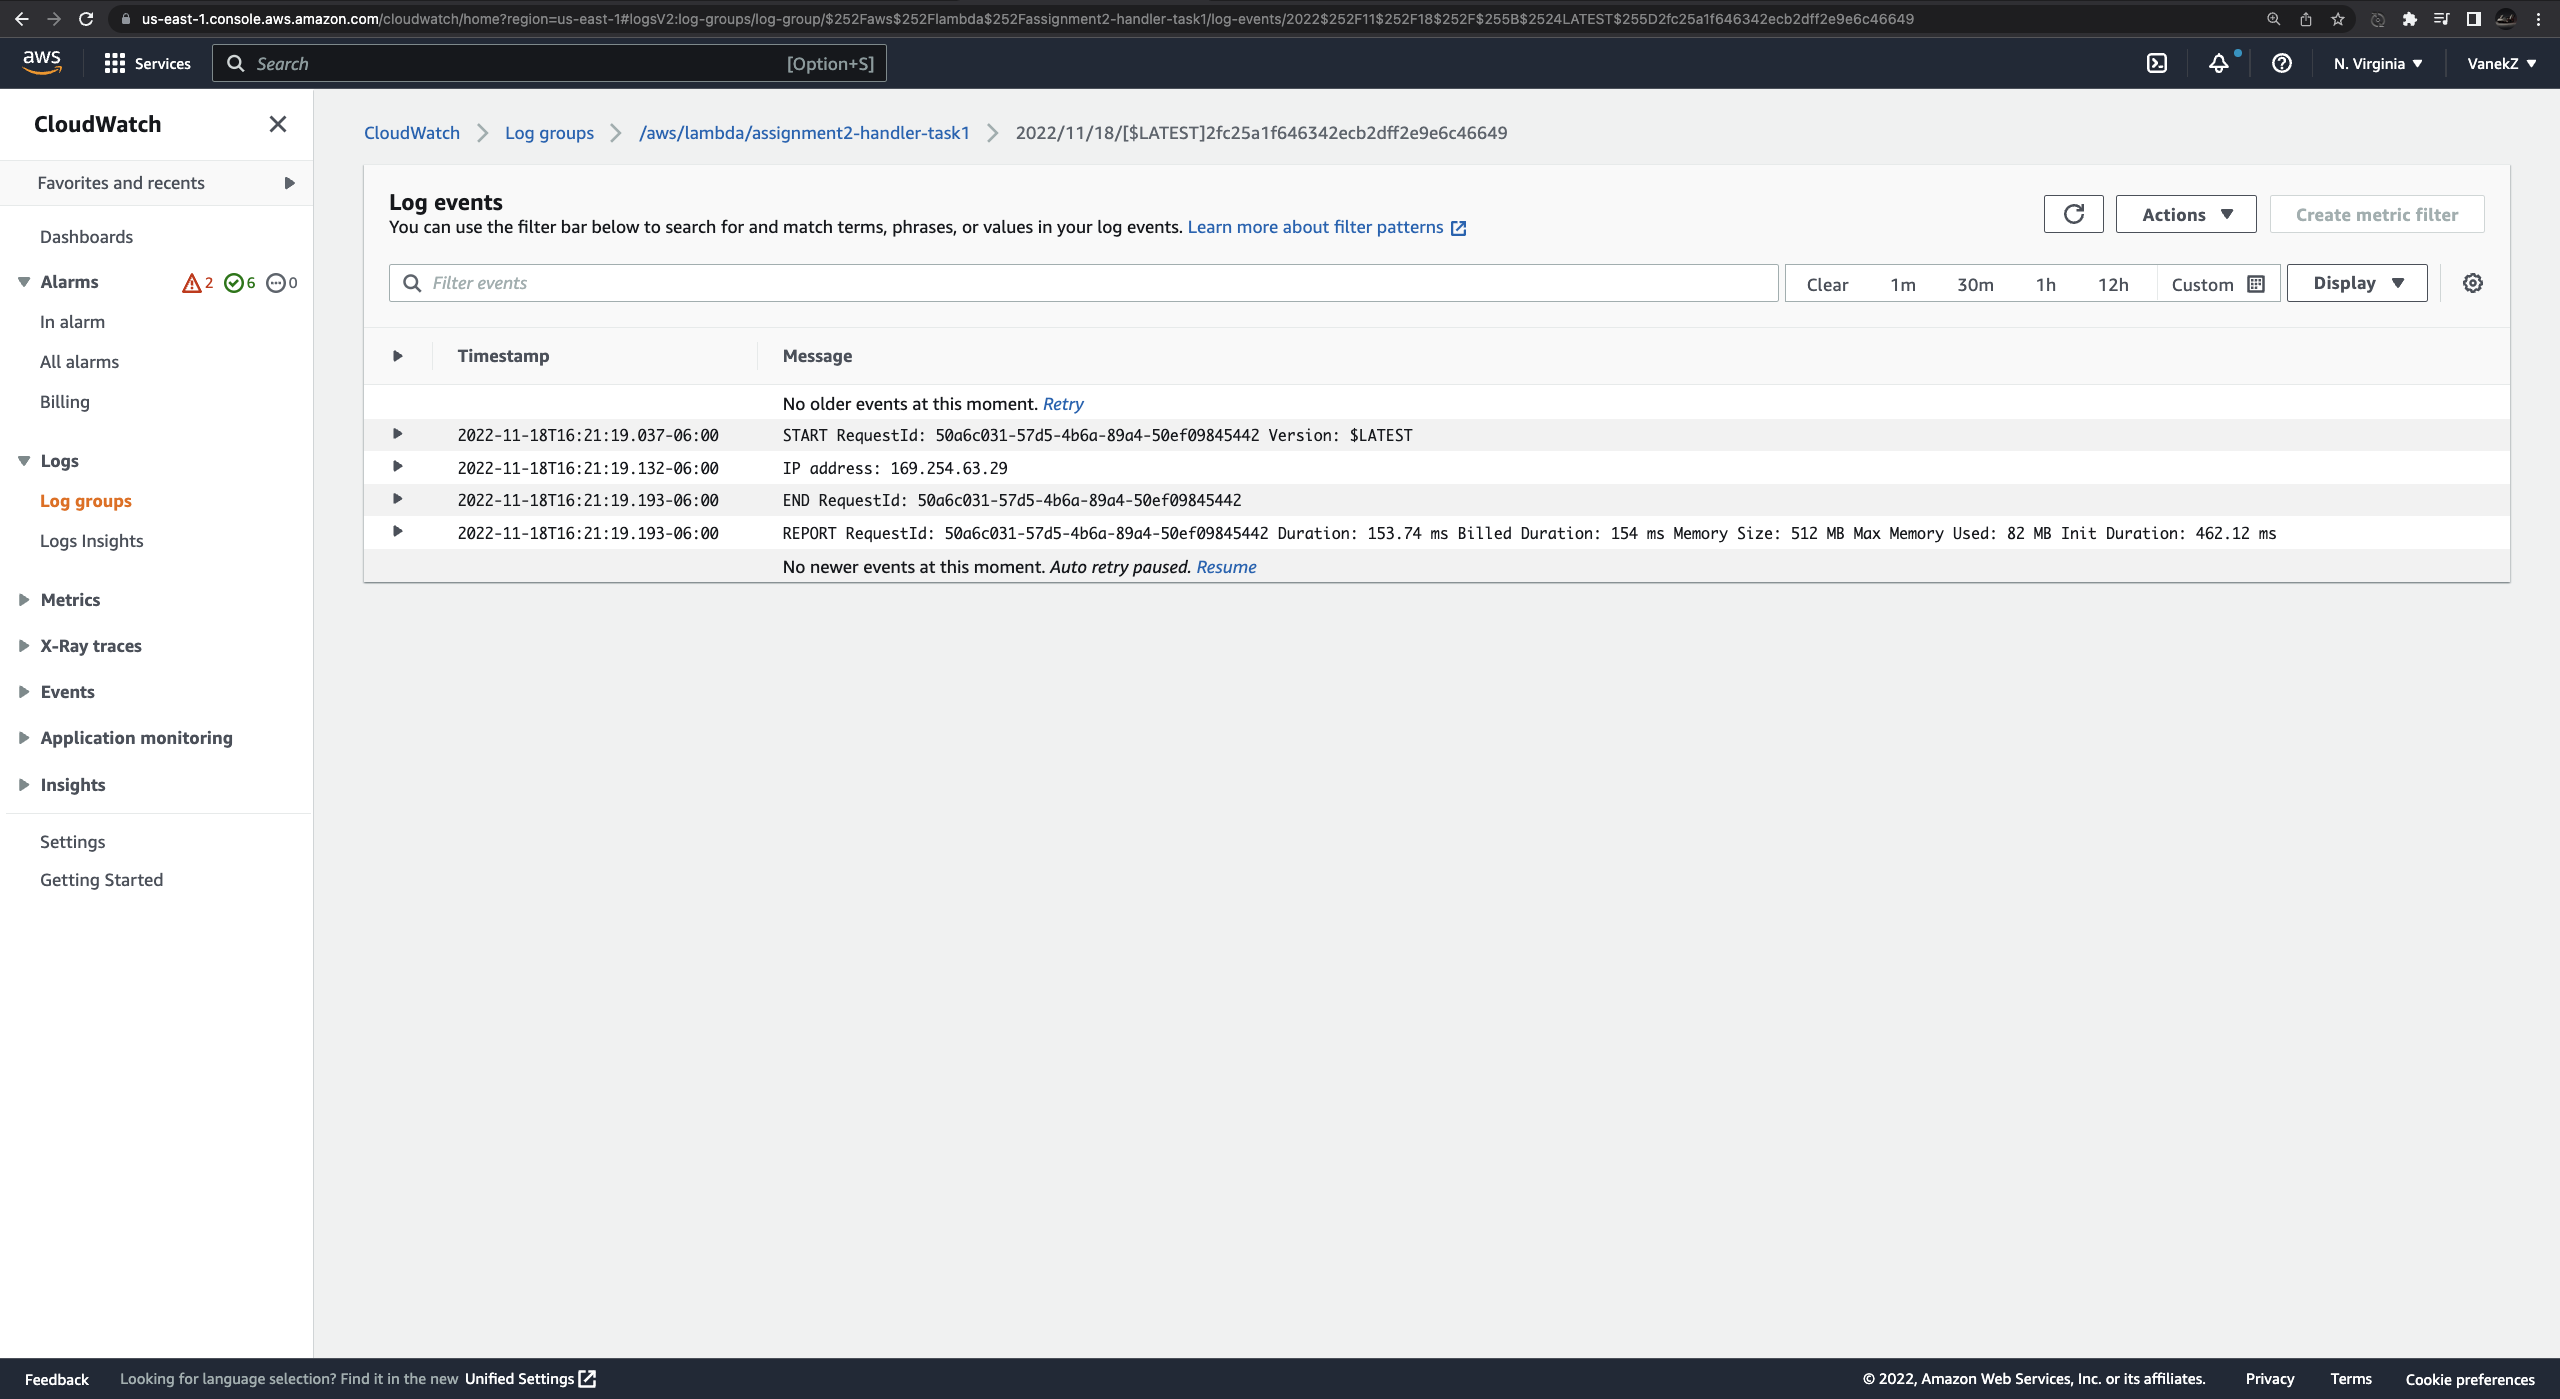 us-east-1.console.aws.amazon.com/cloudwatch/home?region=us-east-1#logsV2:log-groups/log-group/$252Faws$252Flambda$252Fassignment2-handler-task1/log-events/2022$252F11$252F18$252F$255B$2524LATEST$255D2fc25a1f646342ecb2dff2e9e6c46649
aws Services Search [Option+S] N. Virginia VanekZ
CloudWatch
Favorites and recents
Dashboards
Alarms 2 6 0
In alarm
All alarms
Billing
Logs
Log groups
Logs Insights
Metrics
X-Ray traces
Events
Application monitoring
Insights
Settings
Getting Started
CloudWatch Log groups /aws/lambda/assignment2-handler-task1 2022/11/18/[$LATEST]2fc25a1f646342ecb2dff2e9e6c46649
Log events
You can use the filter bar below to search for and match terms, phrases, or values in your log events. Learn more about filter patterns
Actions Create metric filter
Filter events Clear 1m 30m 1h 12h Custom Display
Timestamp Message
No older events at this moment. Retry
2022-11-18T16:21:19.037-06:00 START RequestId: 50a6c031-57d5-4b6a-89a4-50ef09845442 Version: $LATEST
2022-11-18T16:21:19.132-06:00 IP address: 169.254.63.29
2022-11-18T16:21:19.193-06:00 END RequestId: 50a6c031-57d5-4b6a-89a4-50ef09845442
2022-11-18T16:21:19.193-06:00 REPORT RequestId: 50a6c031-57d5-4b6a-89a4-50ef09845442 Duration: 153.74 ms Billed Duration: 154 ms Memory Size: 512 MB Max Memory Used: 82 MB Init Duration: 462.12 ms
No newer events at this moment. Auto retry paused. Resume
Feedback Looking for language selection? Find it in the new Unified Settings © 2022, Amazon Web Services, Inc. or its affiliates. Privacy Terms Cookie preferences